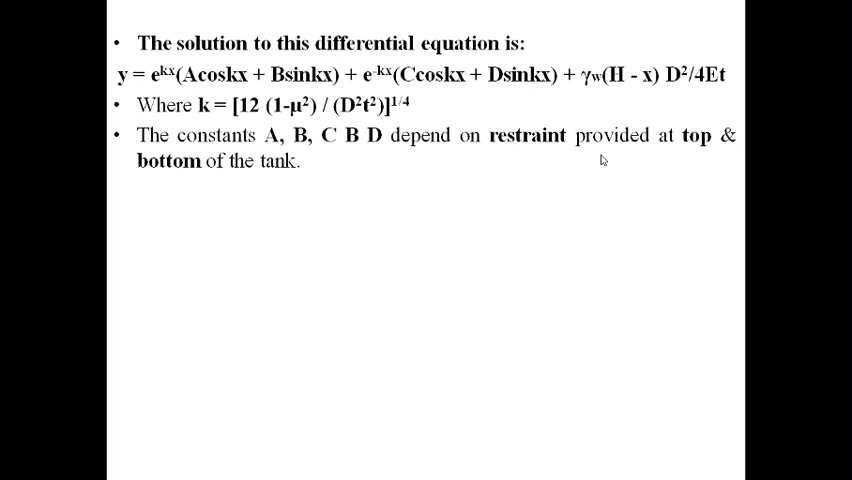 • The solution to this differential equation is:
y = eᵏˣ(Acoskx + Bsinkx) + e⁻ᵏˣ(Ccoskx + Dsinkx) + γw(H - x) D²/4Et
• Where k = [12 (1-μ²) / (D²t²)]¹/⁴
• The constants A, B, C B D depend on restraint provided at top &
bottom of the tank.